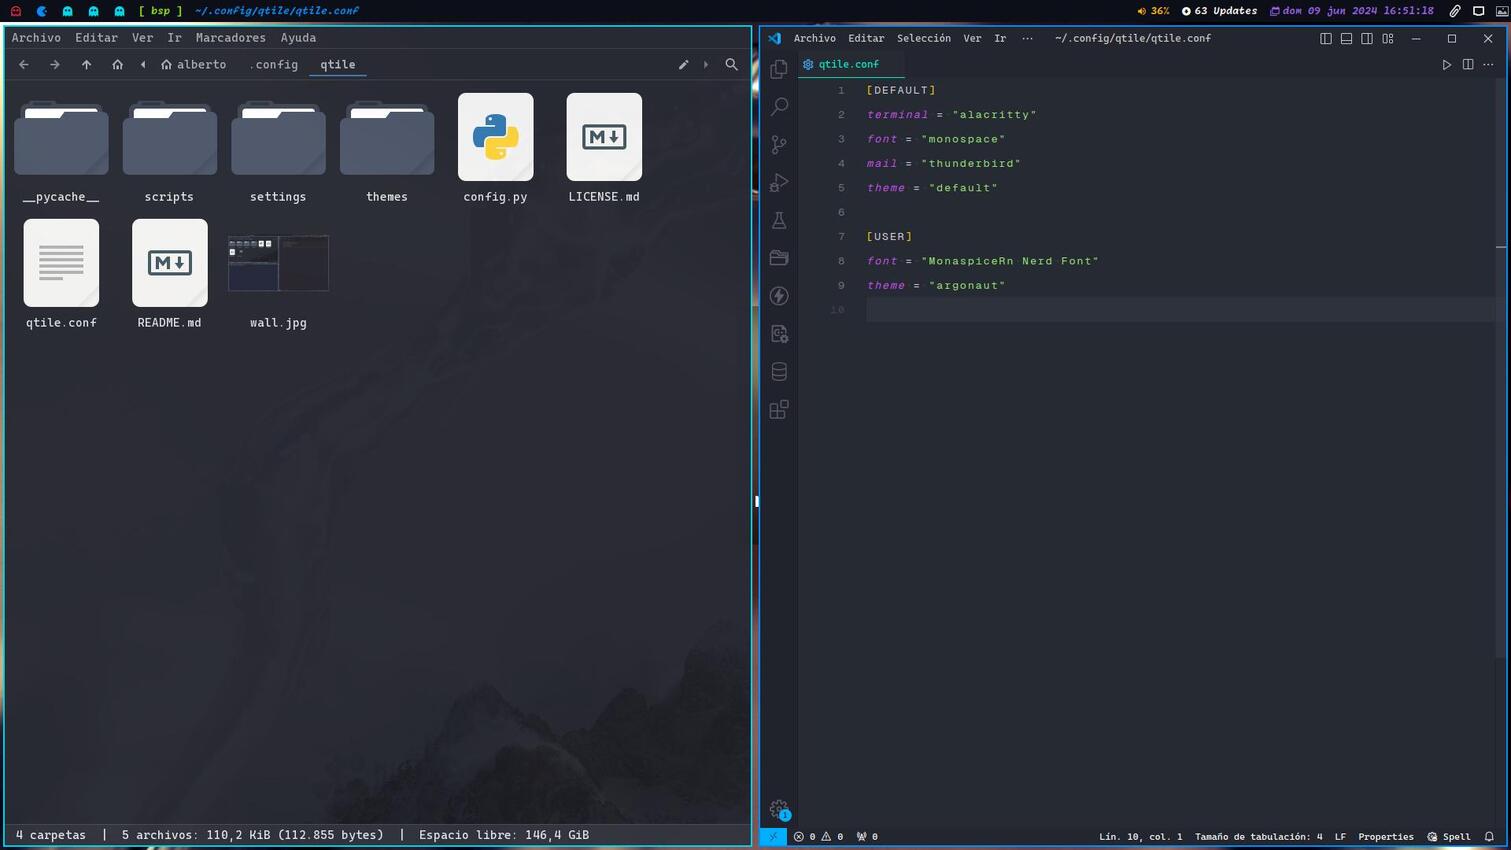 [ bsp ] ~/.config/qtile/qtile.conf 36% 63 Updates dom 09 jun 2024 16:51:18
Archivo Editar Ver Ir Marcadores Ayuda
alberto .config qtile
__pycache__ scripts settings themes config.py LICENSE.md
qtile.conf README.md wall.jpg
4 carpetas | 5 archivos: 110,2 KiB (112.855 bytes) | Espacio libre: 146,4 GiB
Archivo Editar Selección Ver Ir ··· ~/.config/qtile/qtile.conf
qtile.conf
1 [DEFAULT]
2 terminal = "alacritty"
3 font = "monospace"
4 mail = "thunderbird"
5 theme = "default"
6
7 [USER]
8 font = "MonaspiceRn Nerd Font"
9 theme = "argonaut"
10
1
0 0 0 Lín. 10, col. 1 Tamaño de tabulación: 4 LF Properties Spell